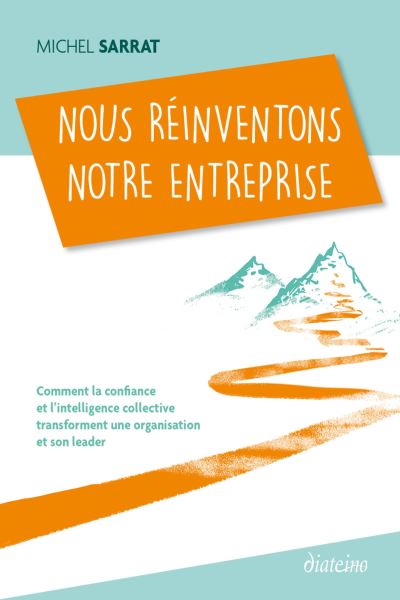 MICHEL SARRAT
NOUS RÉINVENTONS
NOTRE ENTREPRISE
Comment la confiance
et l'intelligence collective
transforment une organisation
et son leader
diateino